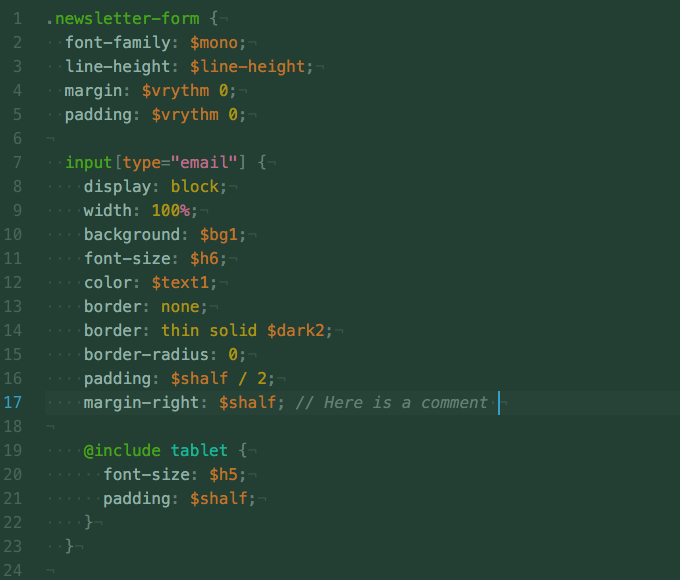 1 .newsletter-form {
2   font-family: $mono;
3   line-height: $line-height;
4   margin: $vrythm 0;
5   padding: $vrythm 0;
6
7   input[type="email"] {
8     display: block;
9     width: 100%;
10     background: $bg1;
11     font-size: $h6;
12     color: $text1;
13     border: none;
14     border: thin solid $dark2;
15     border-radius: 0;
16     padding: $shalf / 2;
17     margin-right: $shalf; // Here is a comment
18
19     @include tablet {
20       font-size: $h5;
21       padding: $shalf;
22     }
23   }
24